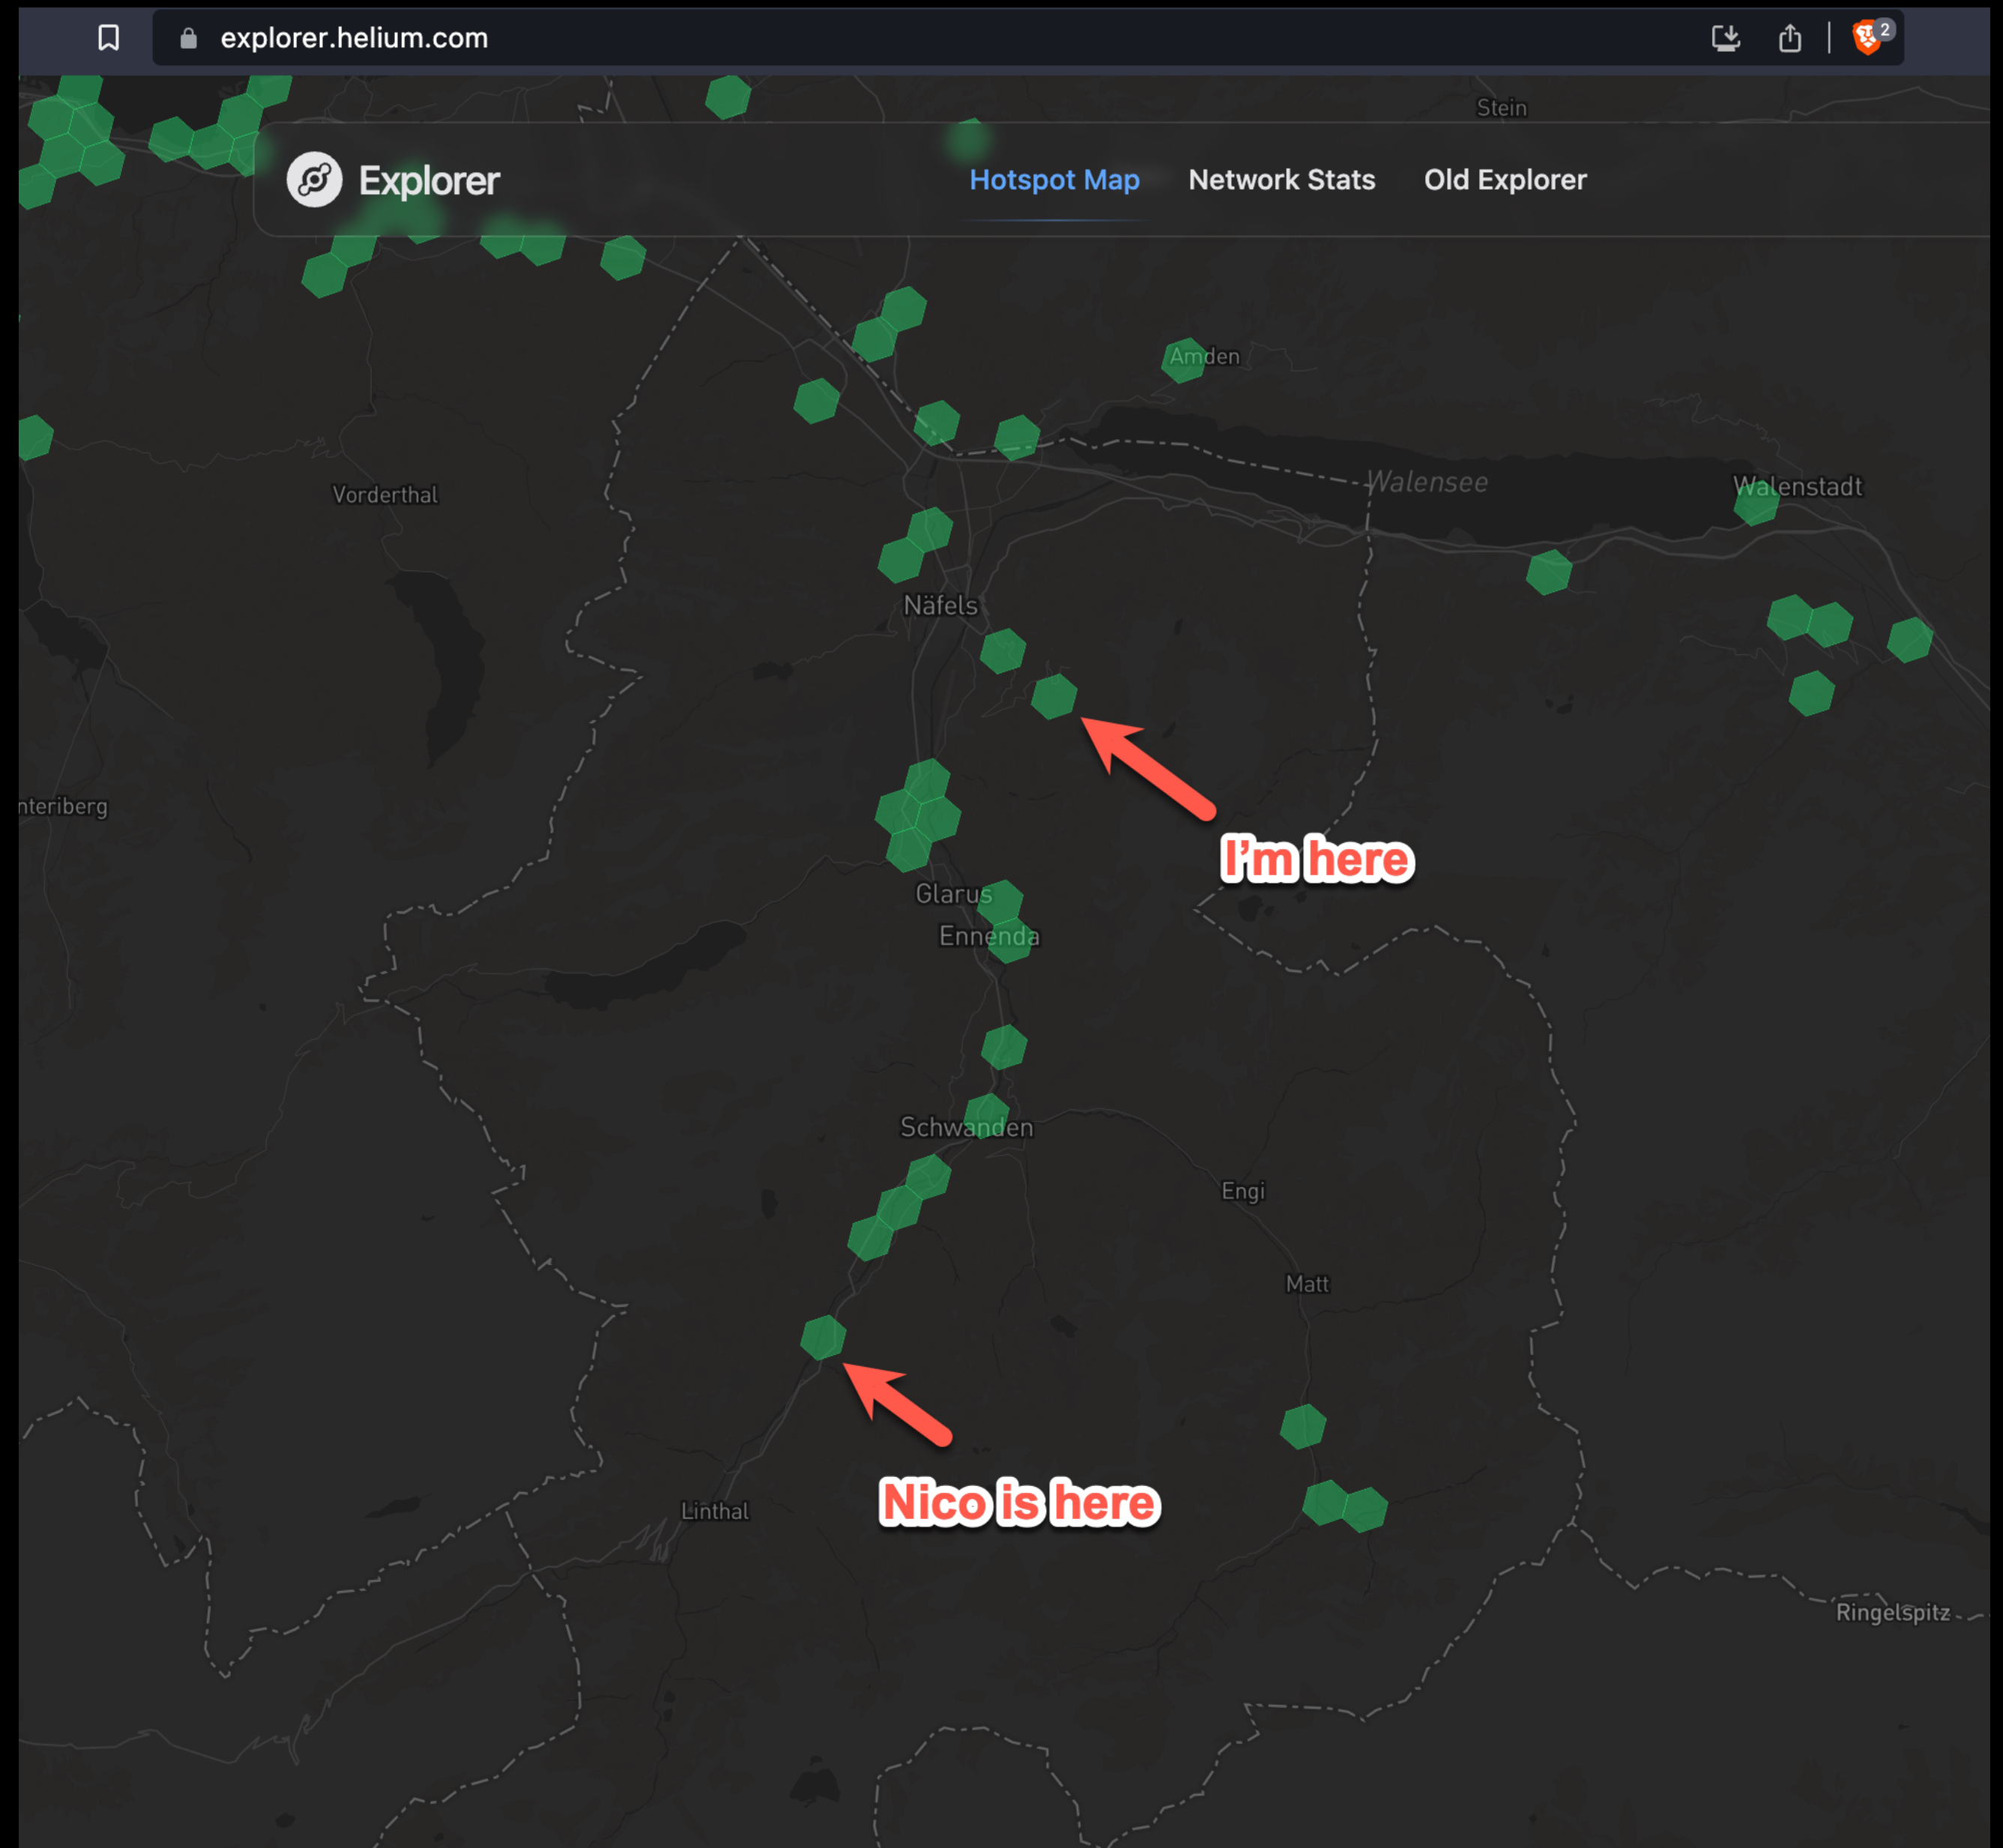 explorer.helium.com
2
Stein
Explorer
Hotspot Map
Network Stats
Old Explorer
Amden
Walensee
Walenstadt
Vorderthal
Näfels
nteriberg
I'm here
Glarus
Ennenda
Schwanden
Engi
Matt
Nico is here
Linthal
Ringelspitz